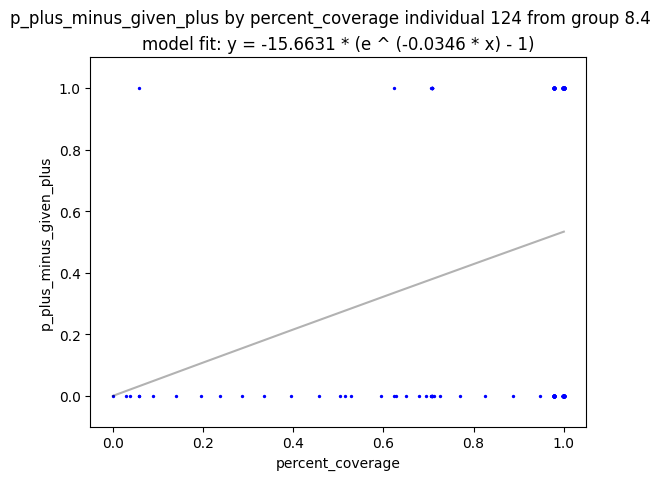 p_plus_minus_given_plus by percent_coverage individual 124 from group 8.4
model fit: y = -15.6631 * (e ^ (-0.0346 * x) - 1)
p_plus_minus_given_plus
1.0
0.8
0.6
0.4
0.2
0.0
0.0 0.2 0.4 0.6 0.8 1.0
percent_coverage